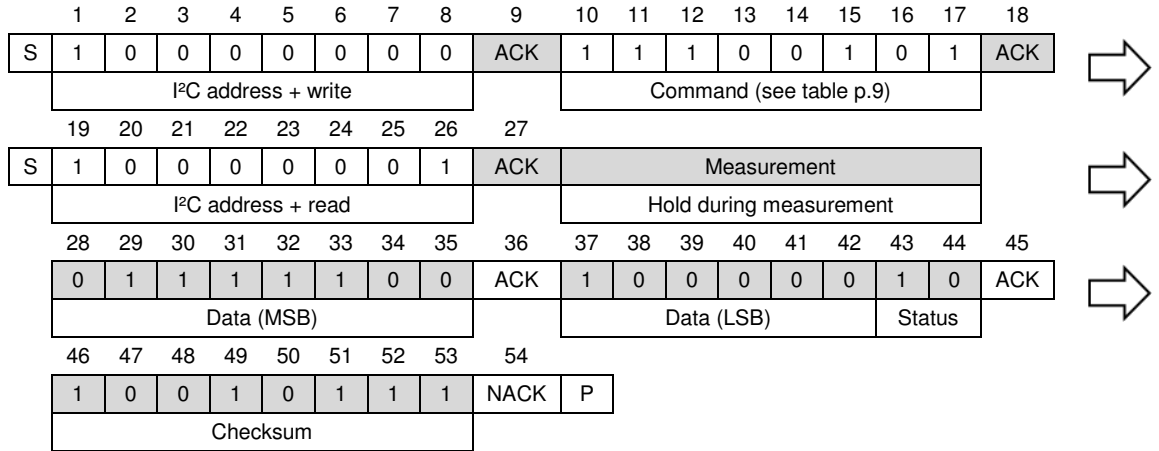 1 2 3 4 5 6 7 8 9 10 11 12 13 14 15 16 17 18
S 1 0 0 0 0 0 0 0 ACK 1 1 1 0 0 1 0 1 ACK
I²C address + write Command (see table p.9)
19 20 21 22 23 24 25 26 27
S 1 0 0 0 0 0 0 1 ACK Measurement
I²C address + read Hold during measurement
28 29 30 31 32 33 34 35 36 37 38 39 40 41 42 43 44 45
0 1 1 1 1 1 0 0 ACK 1 0 0 0 0 0 1 0 ACK
Data (MSB) Data (LSB) Status
46 47 48 49 50 51 52 53 54
1 0 0 1 0 1 1 1 NACK P
Checksum